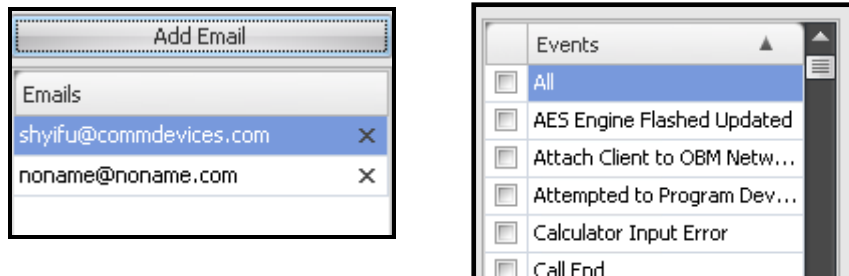 Add Email
Emails
shyifu@commdevices.com
noname@noname.com
Events
All
AES Engine Flashed Updated
Attach Client to OBM Netw...
Attempted to Program Dev...
Calculator Input Error
Call End